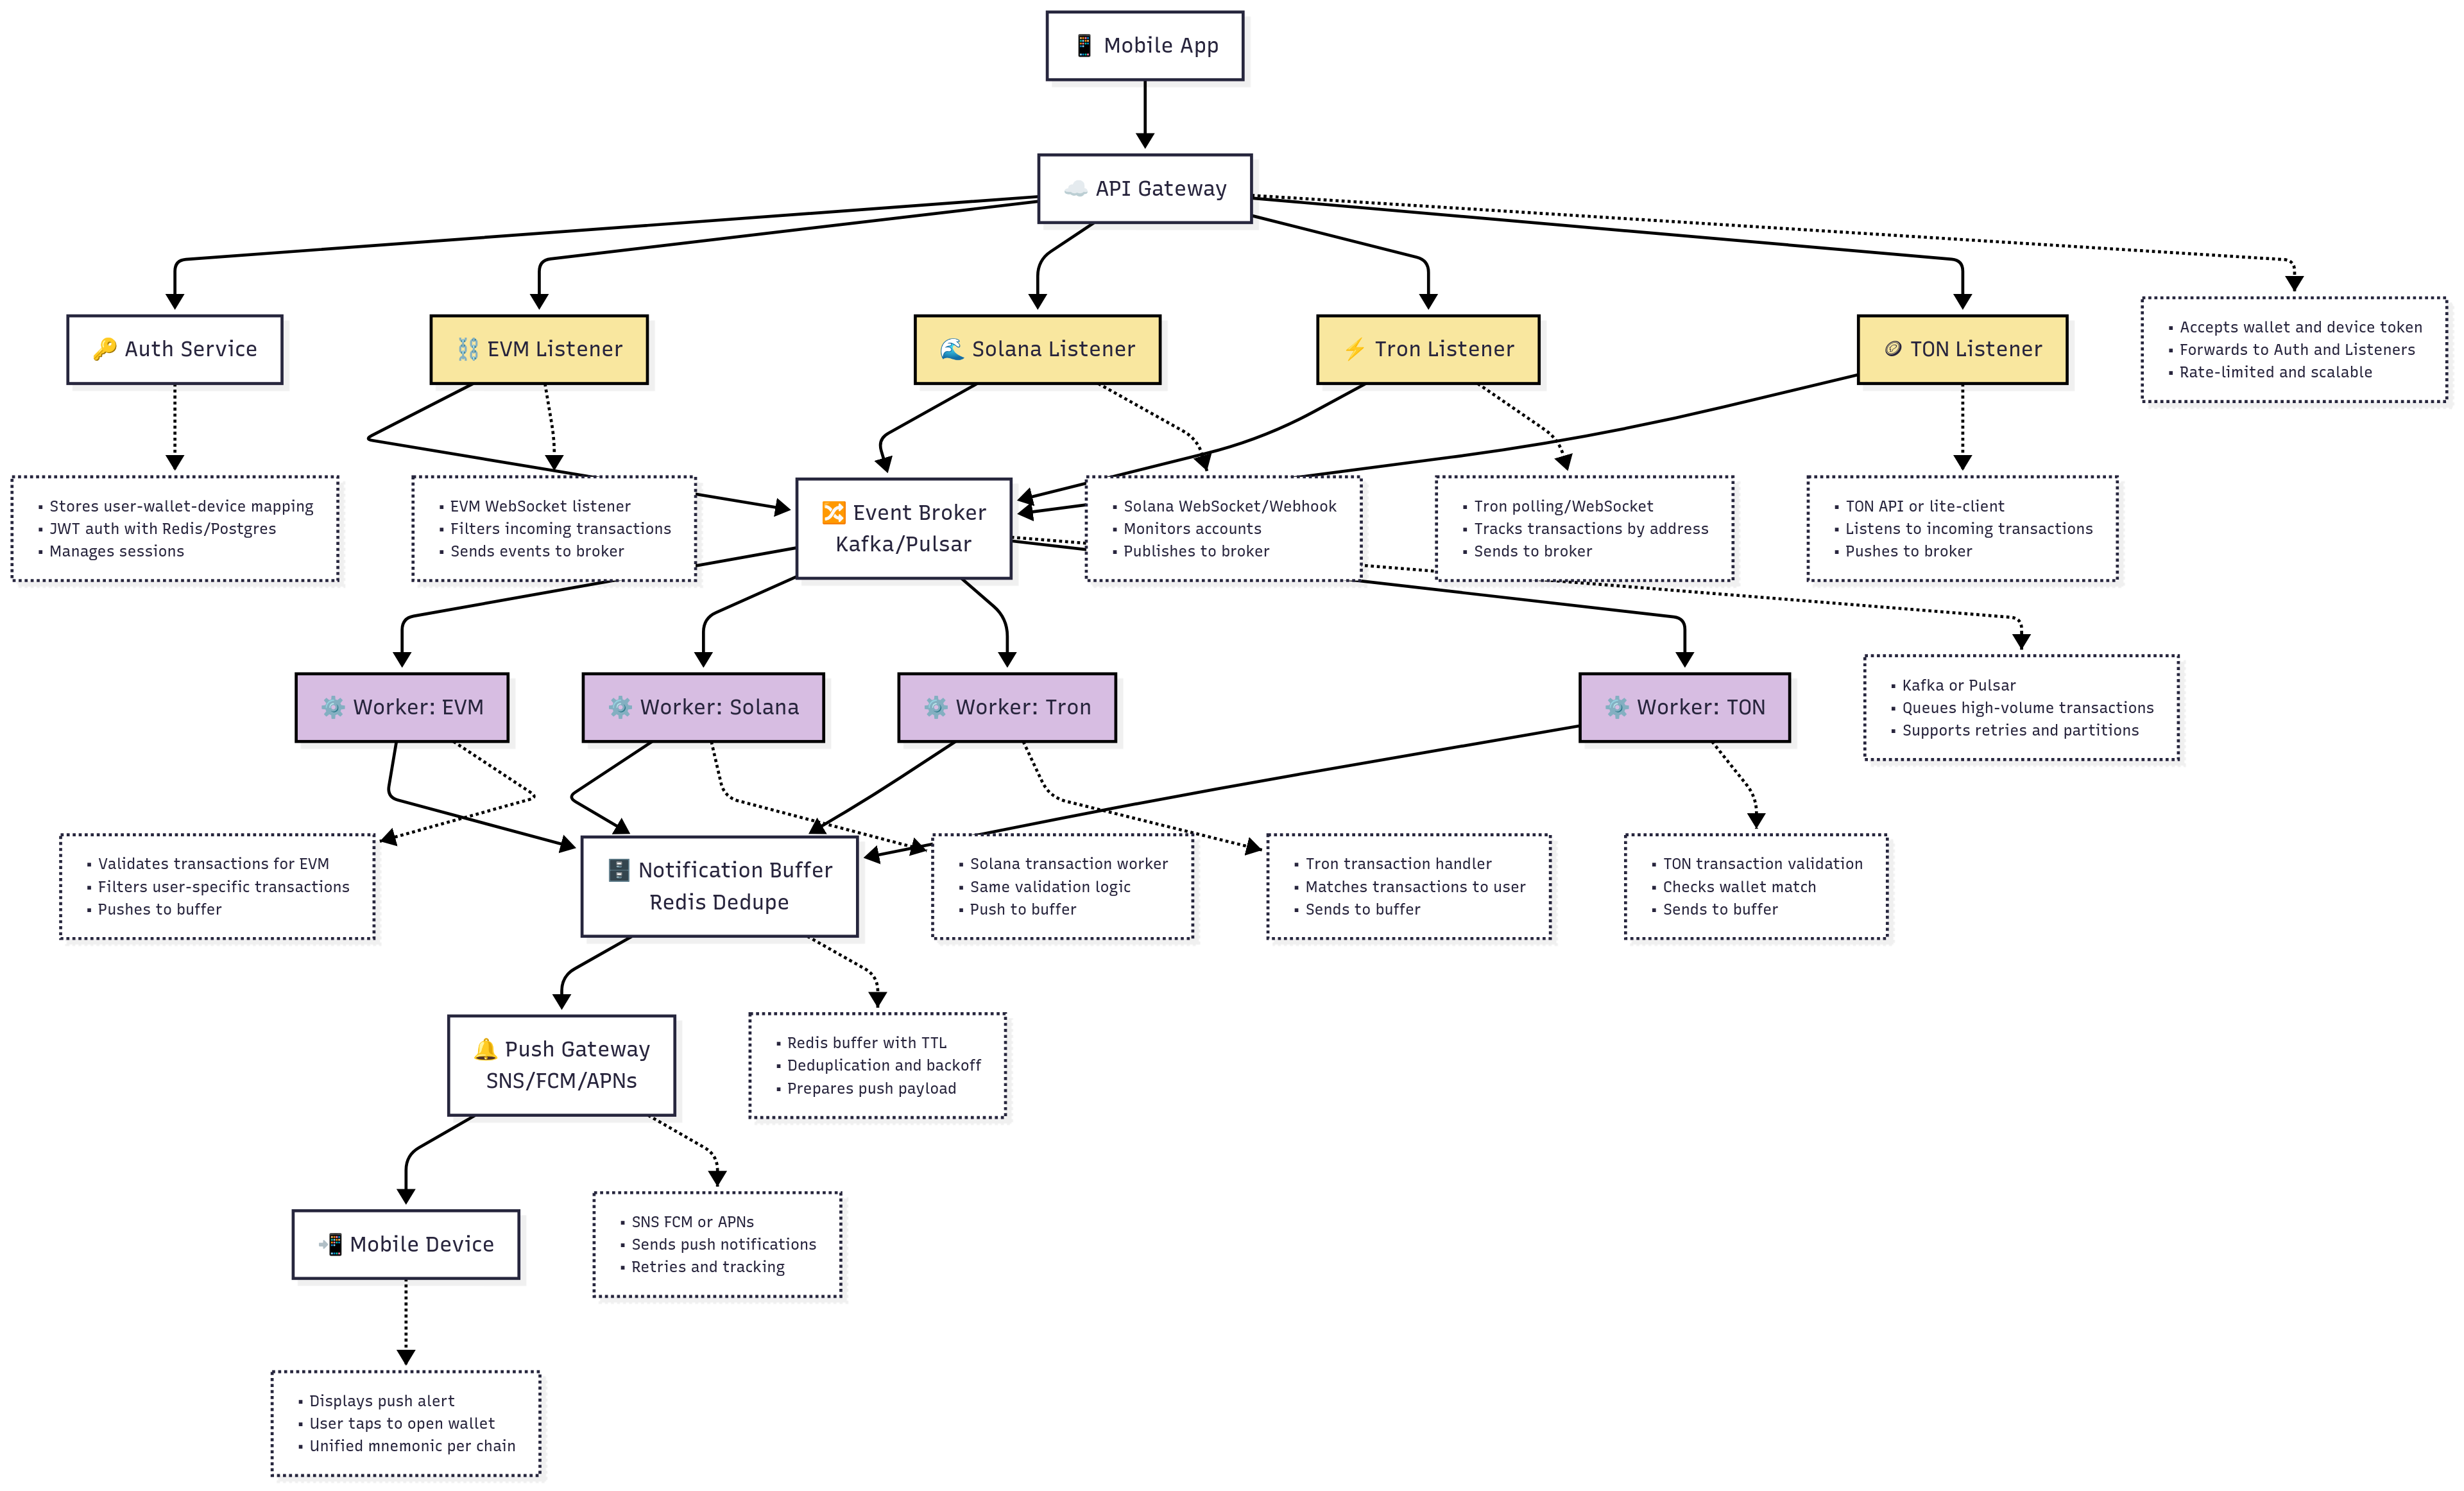 📱 Mobile App
☁️ API Gateway
🔑 Auth Service
⛓️ EVM Listener
🌊 Solana Listener
⚡ Tron Listener
🪙 TON Listener
▪ Accepts wallet and device token
▪ Forwards to Auth and Listeners
▪ Rate-limited and scalable
▪ Stores user-wallet-device mapping
▪ JWT auth with Redis/Postgres
▪ Manages sessions
▪ EVM WebSocket listener
▪ Filters incoming transactions
▪ Sends events to broker
🔀 Event Broker
Kafka/Pulsar
▪ Solana WebSocket/Webhook
▪ Monitors accounts
▪ Publishes to broker
▪ Tron polling/WebSocket
▪ Tracks transactions by address
▪ Sends to broker
▪ TON API or lite-client
▪ Listens to incoming transactions
▪ Pushes to broker
⚙️ Worker: EVM
⚙️ Worker: Solana
⚙️ Worker: Tron
⚙️ Worker: TON
▪ Kafka or Pulsar
▪ Queues high-volume transactions
▪ Supports retries and partitions
▪ Validates transactions for EVM
▪ Filters user-specific transactions
▪ Pushes to buffer
🗄️ Notification Buffer
Redis Dedupe
▪ Solana transaction worker
▪ Same validation logic
▪ Push to buffer
▪ Tron transaction handler
▪ Matches transactions to user
▪ Sends to buffer
▪ TON transaction validation
▪ Checks wallet match
▪ Sends to buffer
🔔 Push Gateway
SNS/FCM/APNs
▪ Redis buffer with TTL
▪ Deduplication and backoff
▪ Prepares push payload
📲 Mobile Device
▪ SNS FCM or APNs
▪ Sends push notifications
▪ Retries and tracking
▪ Displays push alert
▪ User taps to open wallet
▪ Unified mnemonic per chain